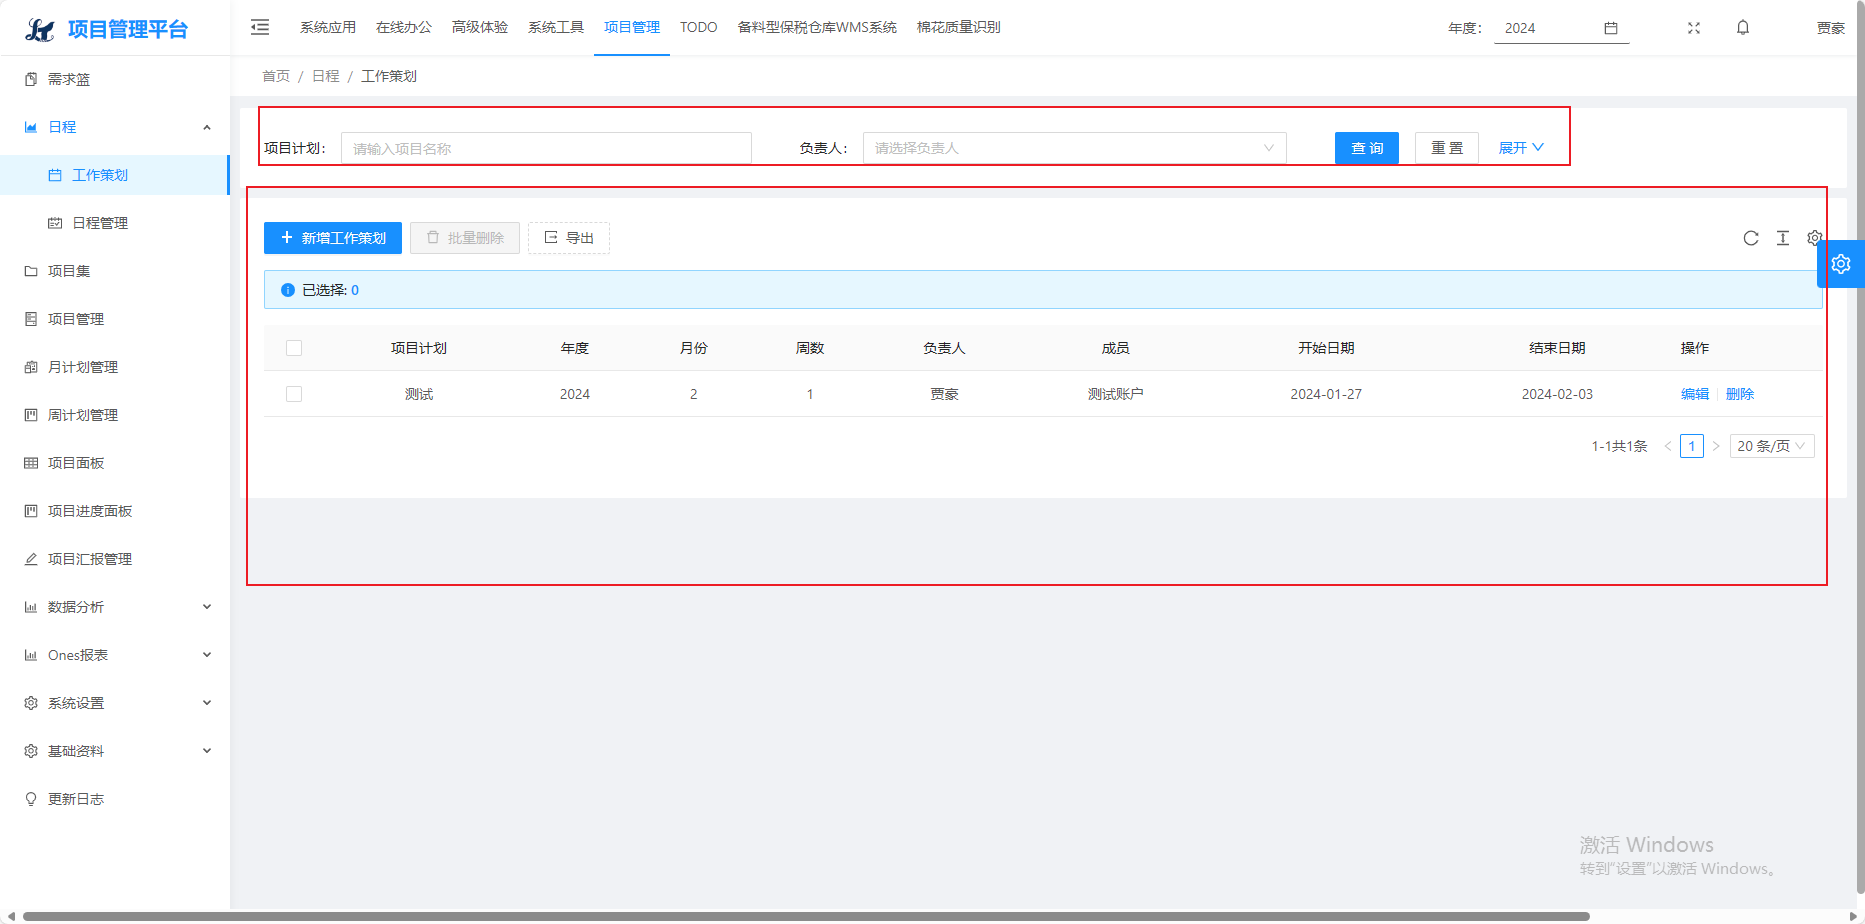 项目管理平台
系统应用 在线办公 高级体验 系统工具 项目管理 TODO 备料型保税仓库WMS系统 棉花质量识别 年度： 2024 贾豪
首页 / 日程 / 工作策划
需求篮
日程
工作策划
日程管理
项目集
项目管理
月计划管理
周计划管理
项目面板
项目进度面板
项目汇报管理
数据分析
Ones报表
系统设置
基础资料
更新日志
项目计划： 请输入项目名称 负责人： 请选择负责人 查 询 重 置 展开
新增工作策划 批量删除 导出
已选择: 0
项目计划 年度 月份 周数 负责人 成员 开始日期 结束日期 操作
测试 2024 2 1 贾豪 测试账户 2024-01-27 2024-02-03 编辑 删除
1-1共1条 < 1 > 20 条/页
激活 Windows
转到"设置"以激活 Windows。